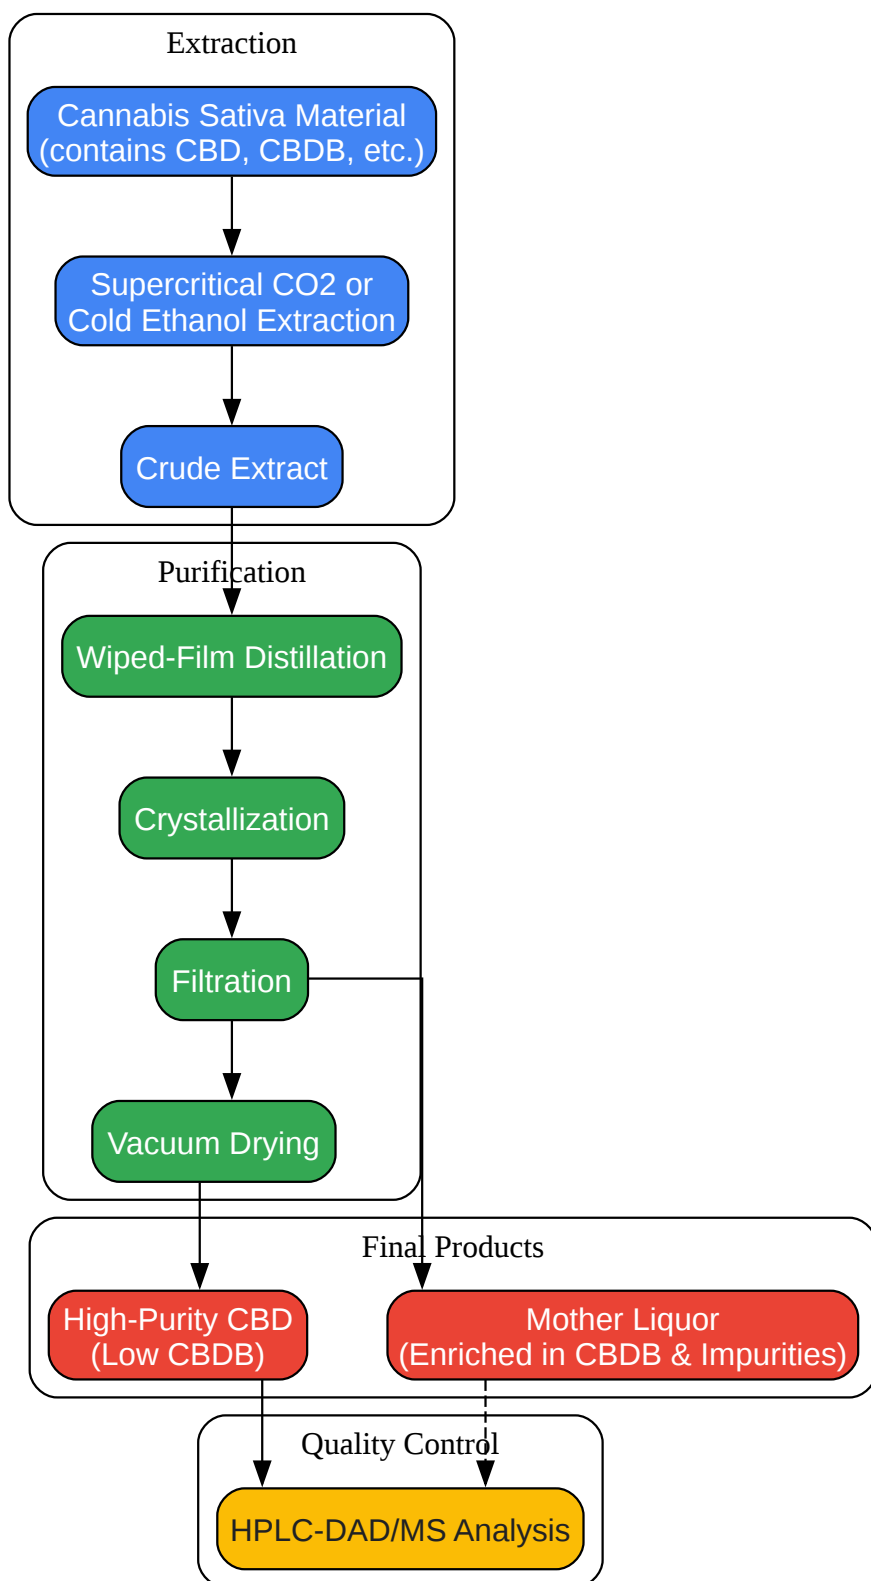 Extraction
Cannabis Sativa Material
(contains CBD, CBDB, etc.)
Supercritical CO2 or
Cold Ethanol Extraction
Crude Extract
Purification
Wiped-Film Distillation
Crystallization
Filtration
Vacuum Drying
Final Products
High-Purity CBD
(Low CBDB)
Mother Liquor
(Enriched in CBDB & Impurities)
Quality Control
HPLC-DAD/MS Analysis